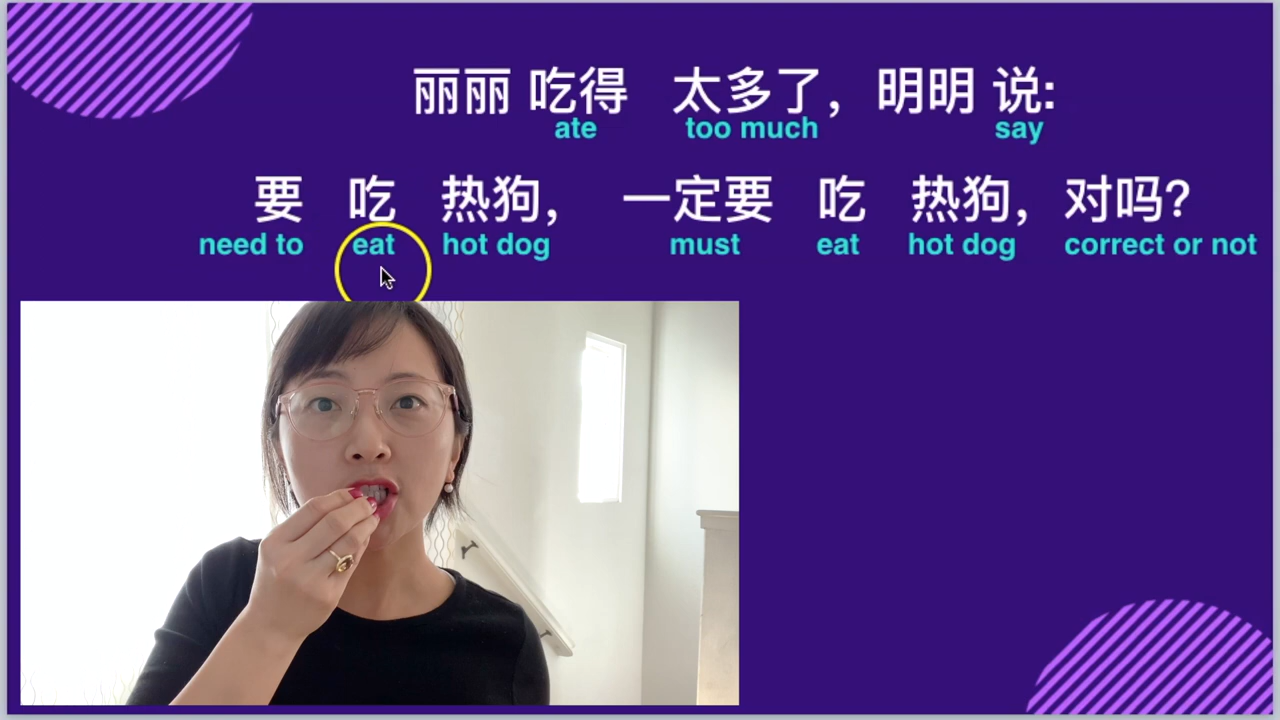 丽丽 吃得 太多了，明明 说:
ate too much say
要 吃 热狗， 一定要 吃 热狗， 对吗?
need to eat hot dog must eat hot dog correct or not